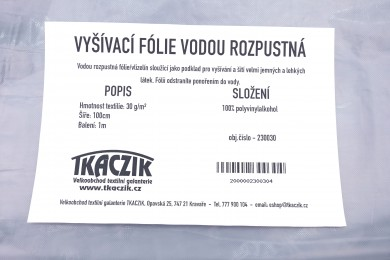 VYŠÍVACÍ FÓLIE VODOU ROZPUSTNÁ
Vodou rozpustná fólie/vlizelín sloužící jako podklad pro vyšívání a šití velmi jemných a lehkých
látek. Fólii odstraníte ponořením do vody.
POPIS
Hmotnost textilie: 30 g/m²
Šíře: 100cm
Balení: 1m
SLOŽENÍ
100% polyvinylalkohol
obj.číslo - 230030
TKACZIK
Velkoobchod textilní galanterie
www.tkaczik.cz
2000002300304
Velkoobchod textilní galanterie TKACZIK, Opavská 25, 747 21 Kravaře - Tel. 777 900 104 - email: eshop@tkaczik.cz